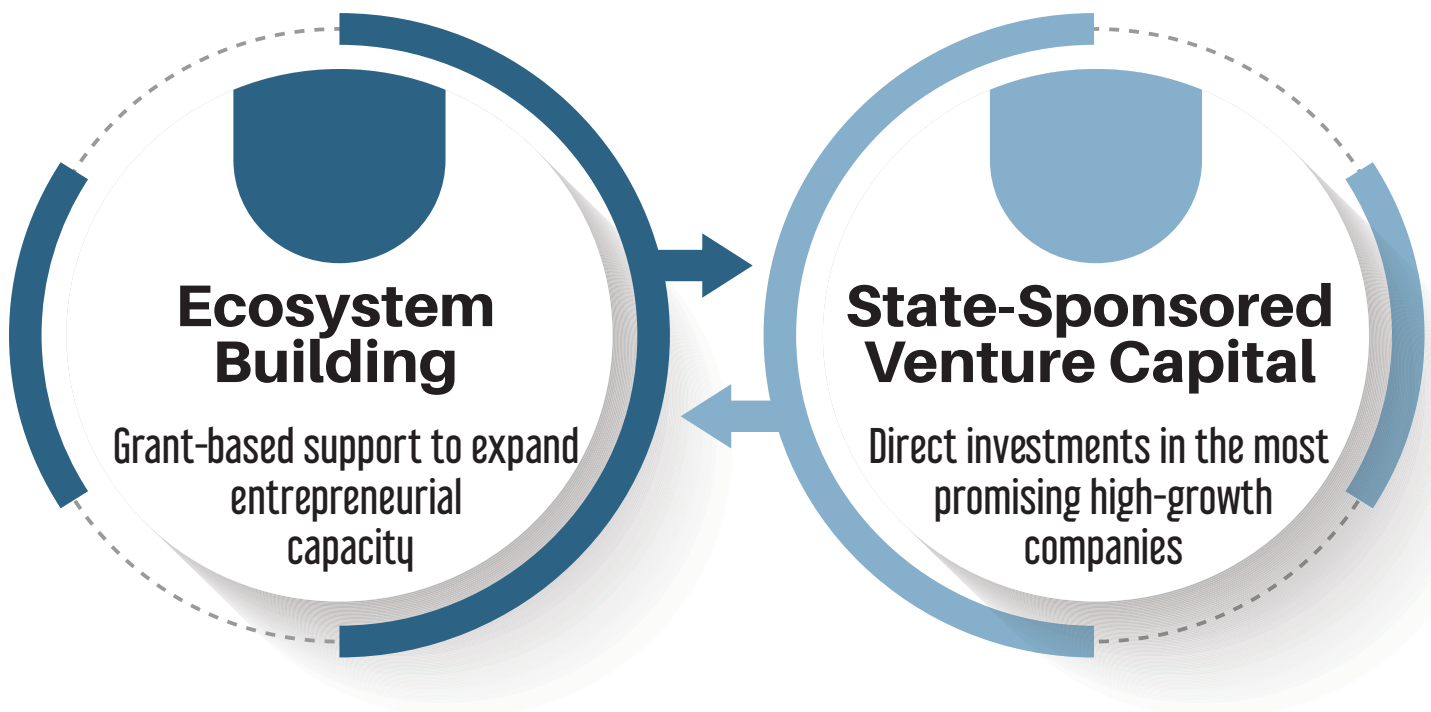 Ecosystem
Building
Grant-based support to expand
entrepreneurial
capacity
State-Sponsored
Venture Capital
Direct investments in the most
promising high-growth
companies